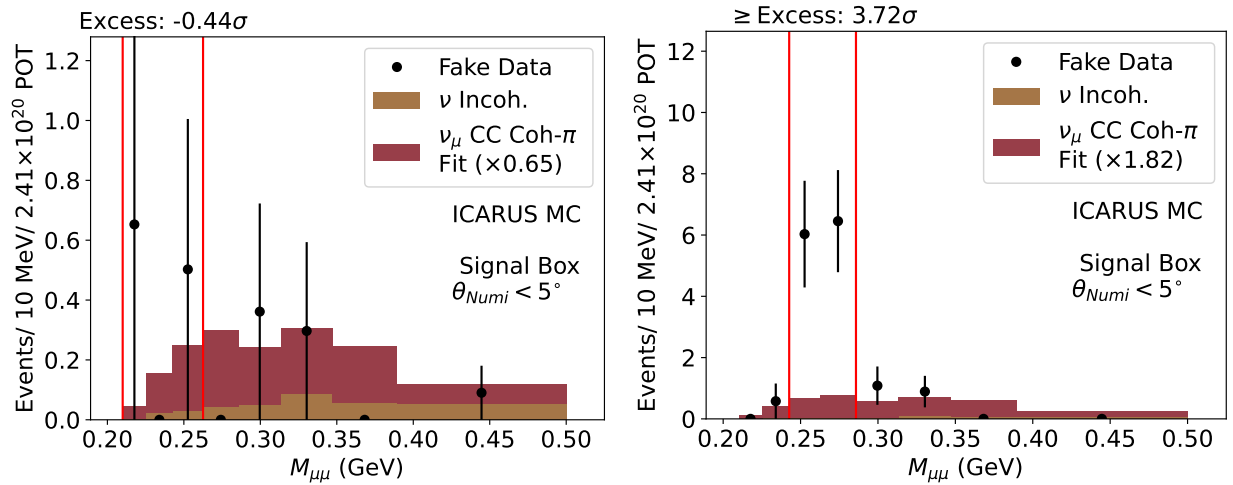 Excess: -0.44σ
Events/ 10 MeV/ 2.41×10²⁰ POT
1.2
1.0
0.8
0.6
0.4
0.2
0.0
Fake Data
ν Incoh.
ν_μ CC Coh-π
Fit (×0.65)
ICARUS MC
Signal Box
θ_Numi < 5°
0.20 0.25 0.30 0.35 0.40 0.45 0.50
M_μμ (GeV)
≥ Excess: 3.72σ
Events/ 10 MeV/ 2.41×10²⁰ POT
12
10
8
6
4
2
0
Fake Data
ν Incoh.
ν_μ CC Coh-π
Fit (×1.82)
ICARUS MC
Signal Box
θ_Numi < 5°
0.20 0.25 0.30 0.35 0.40 0.45 0.50
M_μμ (GeV)